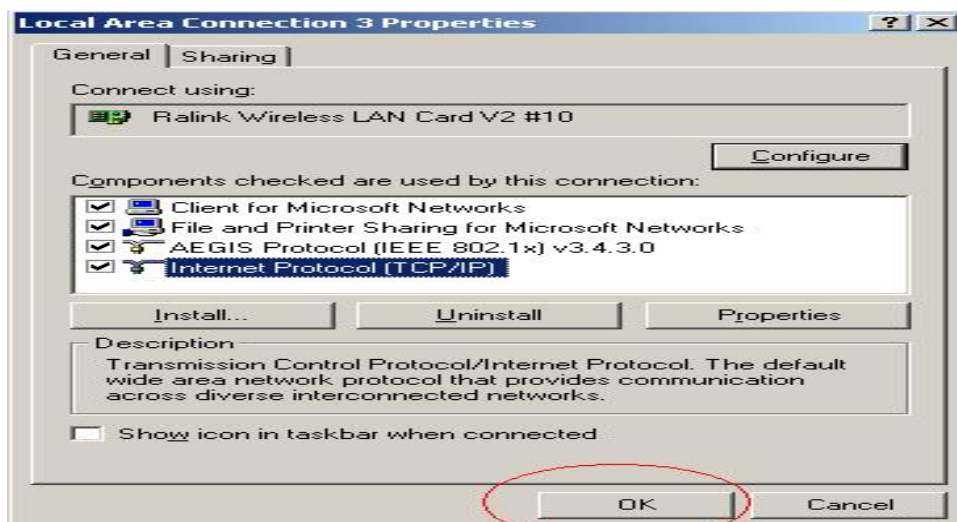 Local Area Connection 3 Properties
General Sharing
Connect using:
Ralink Wireless LAN Card V2 #10
Configure
Components checked are used by this connection:
Client for Microsoft Networks
File and Printer Sharing for Microsoft Networks
AEGIS Protocol (IEEE 802.1x) v3.4.3.0
Internet Protocol (TCP/IP)
Install... Uninstall Properties
Description
Transmission Control Protocol/Internet Protocol. The default
wide area network protocol that provides communication
across diverse interconnected networks.
Show icon in taskbar when connected
OK Cancel